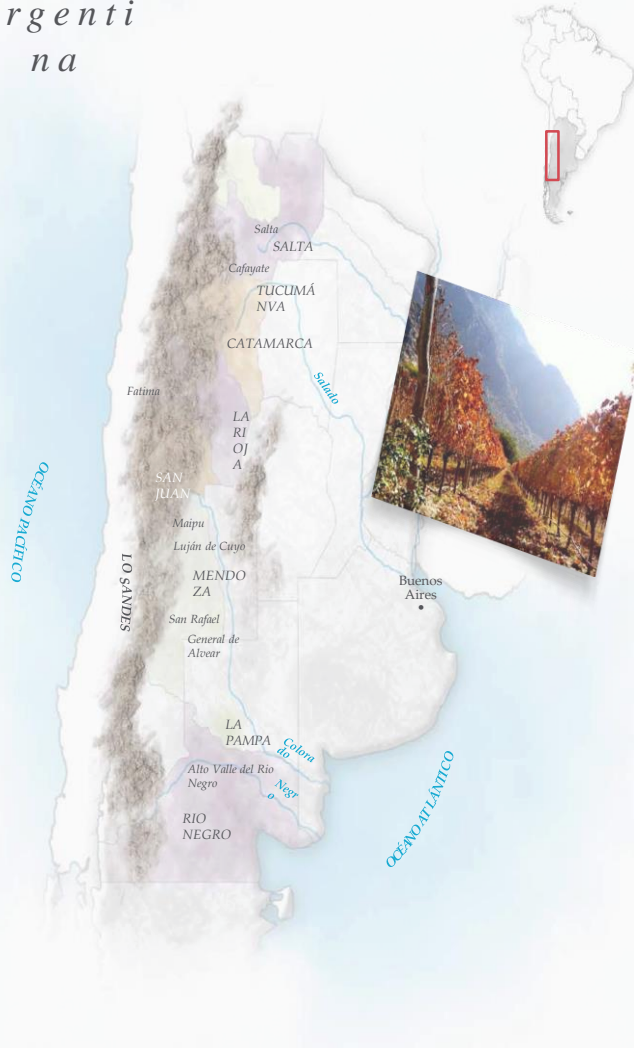 rgenti
na
Salta
SALTA
Cafayate
TUCUMÁ
NVA
CATAMARCA
Salado
Fatima
LA
RI
OJ
A
SAN
JUAN
OCÉANO PACÍFICO
Maipu
Luján de Cuyo
LO SANDES
MENDO
ZA
Buenos
Aires
San Rafael
General de
Alvear
LA
PAMPA
Colora
do
Alto Valle del Rio
Negro
Negr
o
OCÉANO ATLÁNTICO
RIO
NEGRO